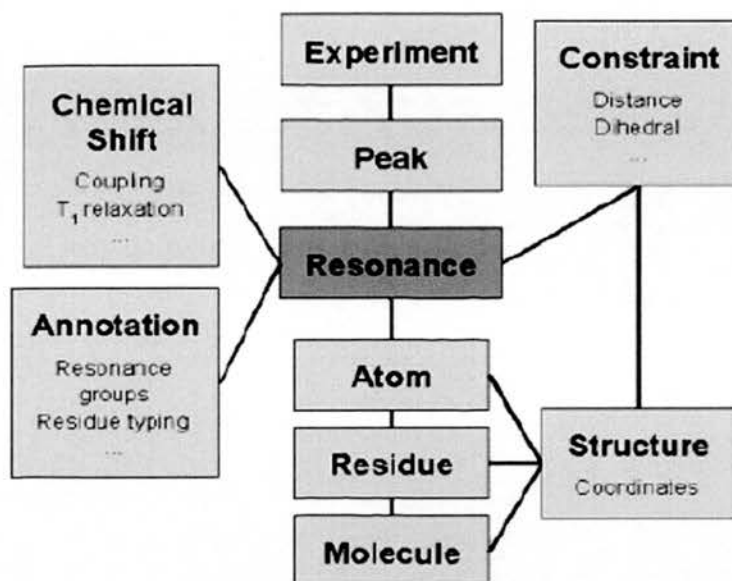 Experiment
Constraint
Distance
Dihedral
...
Chemical
Shift
Coupling
T1 relaxation
...
Peak
Resonance
Annotation
Resonance
groups
Residue typing
...
Atom
Residue
Molecule
Structure
Coordinates